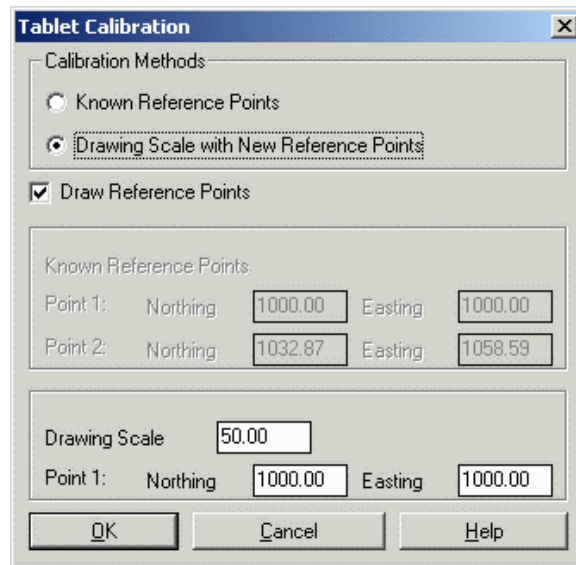 Tablet Calibration
Calibration Methods
Known Reference Points
Drawing Scale with New Reference Points
Draw Reference Points
Known Reference Points
Point 1: Northing 1000.00 Easting 1000.00
Point 2: Northing 1032.87 Easting 1058.59
Drawing Scale 50.00
Point 1: Northing 1000.00 Easting 1000.00
OK Cancel Help